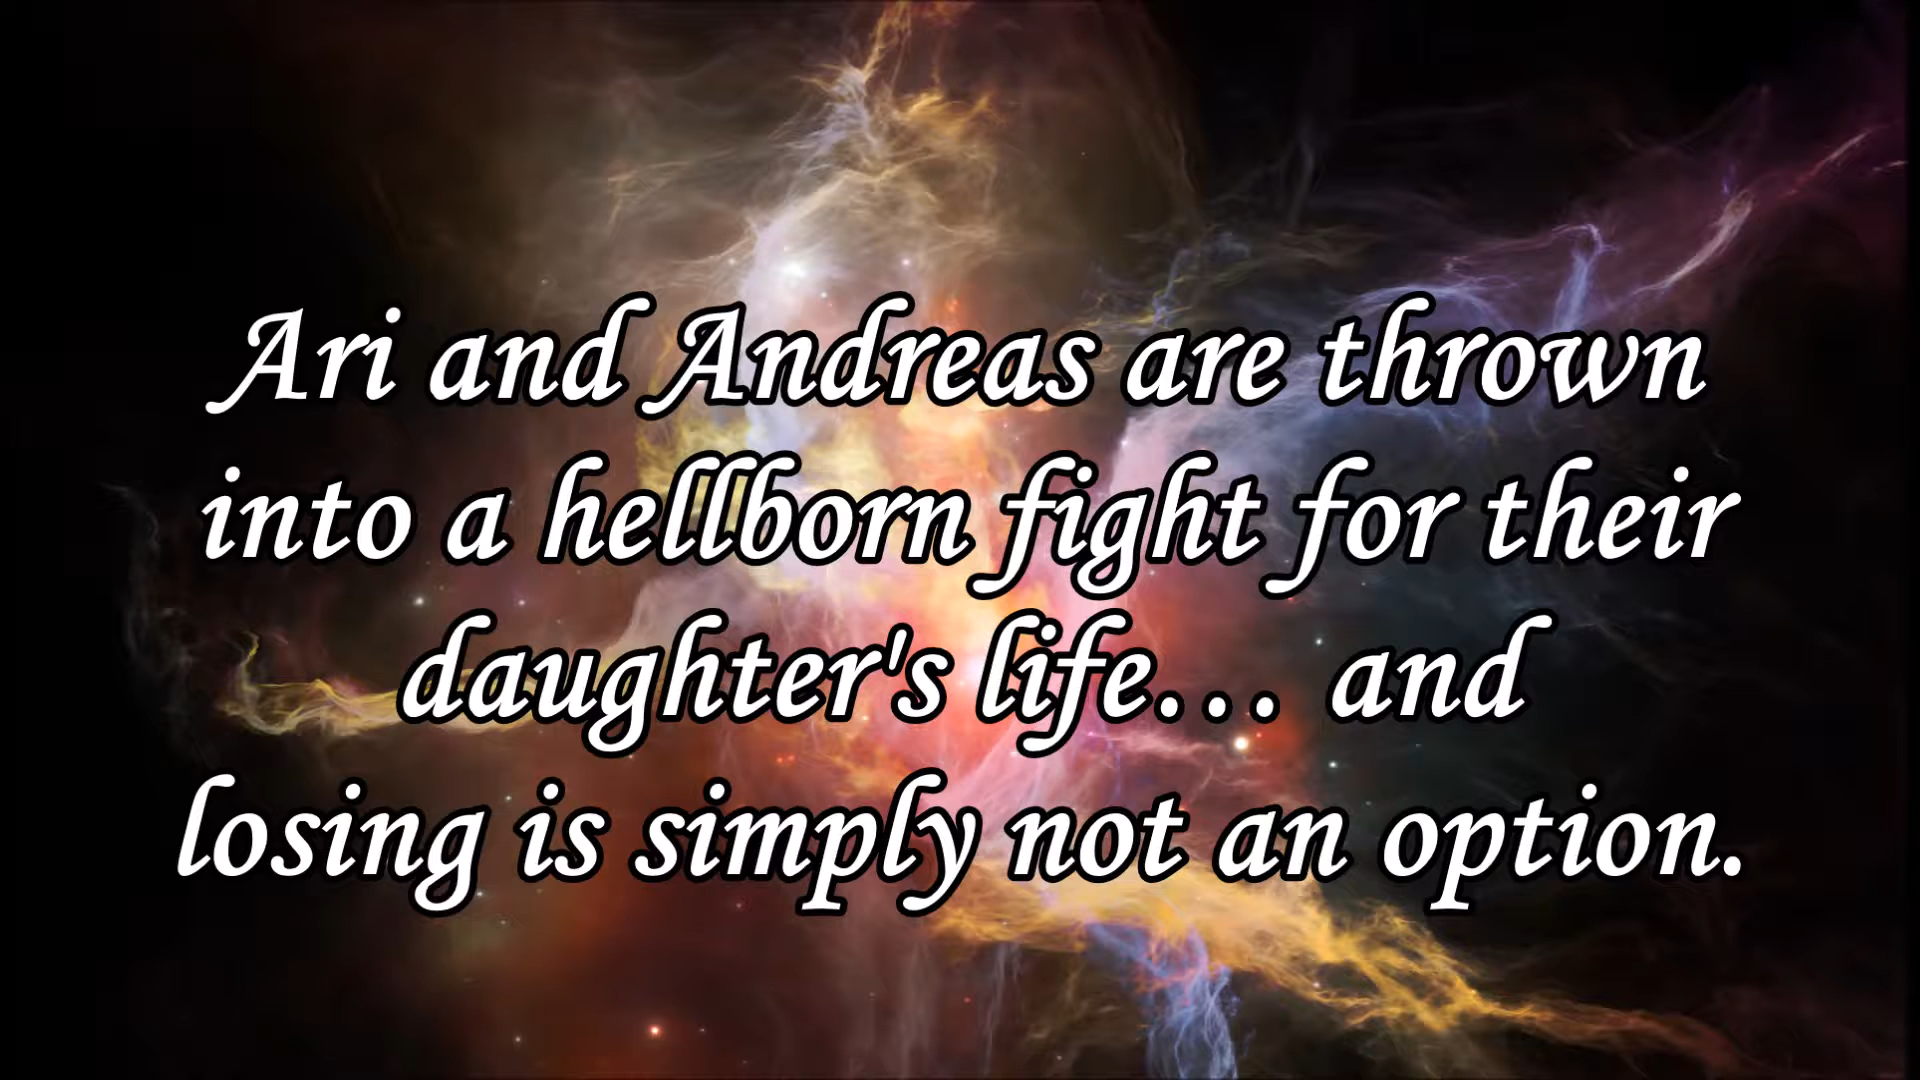 Ari and Andreas are thrown
into a hellborn fight for their
daughter's life… and
losing is simply not an option.